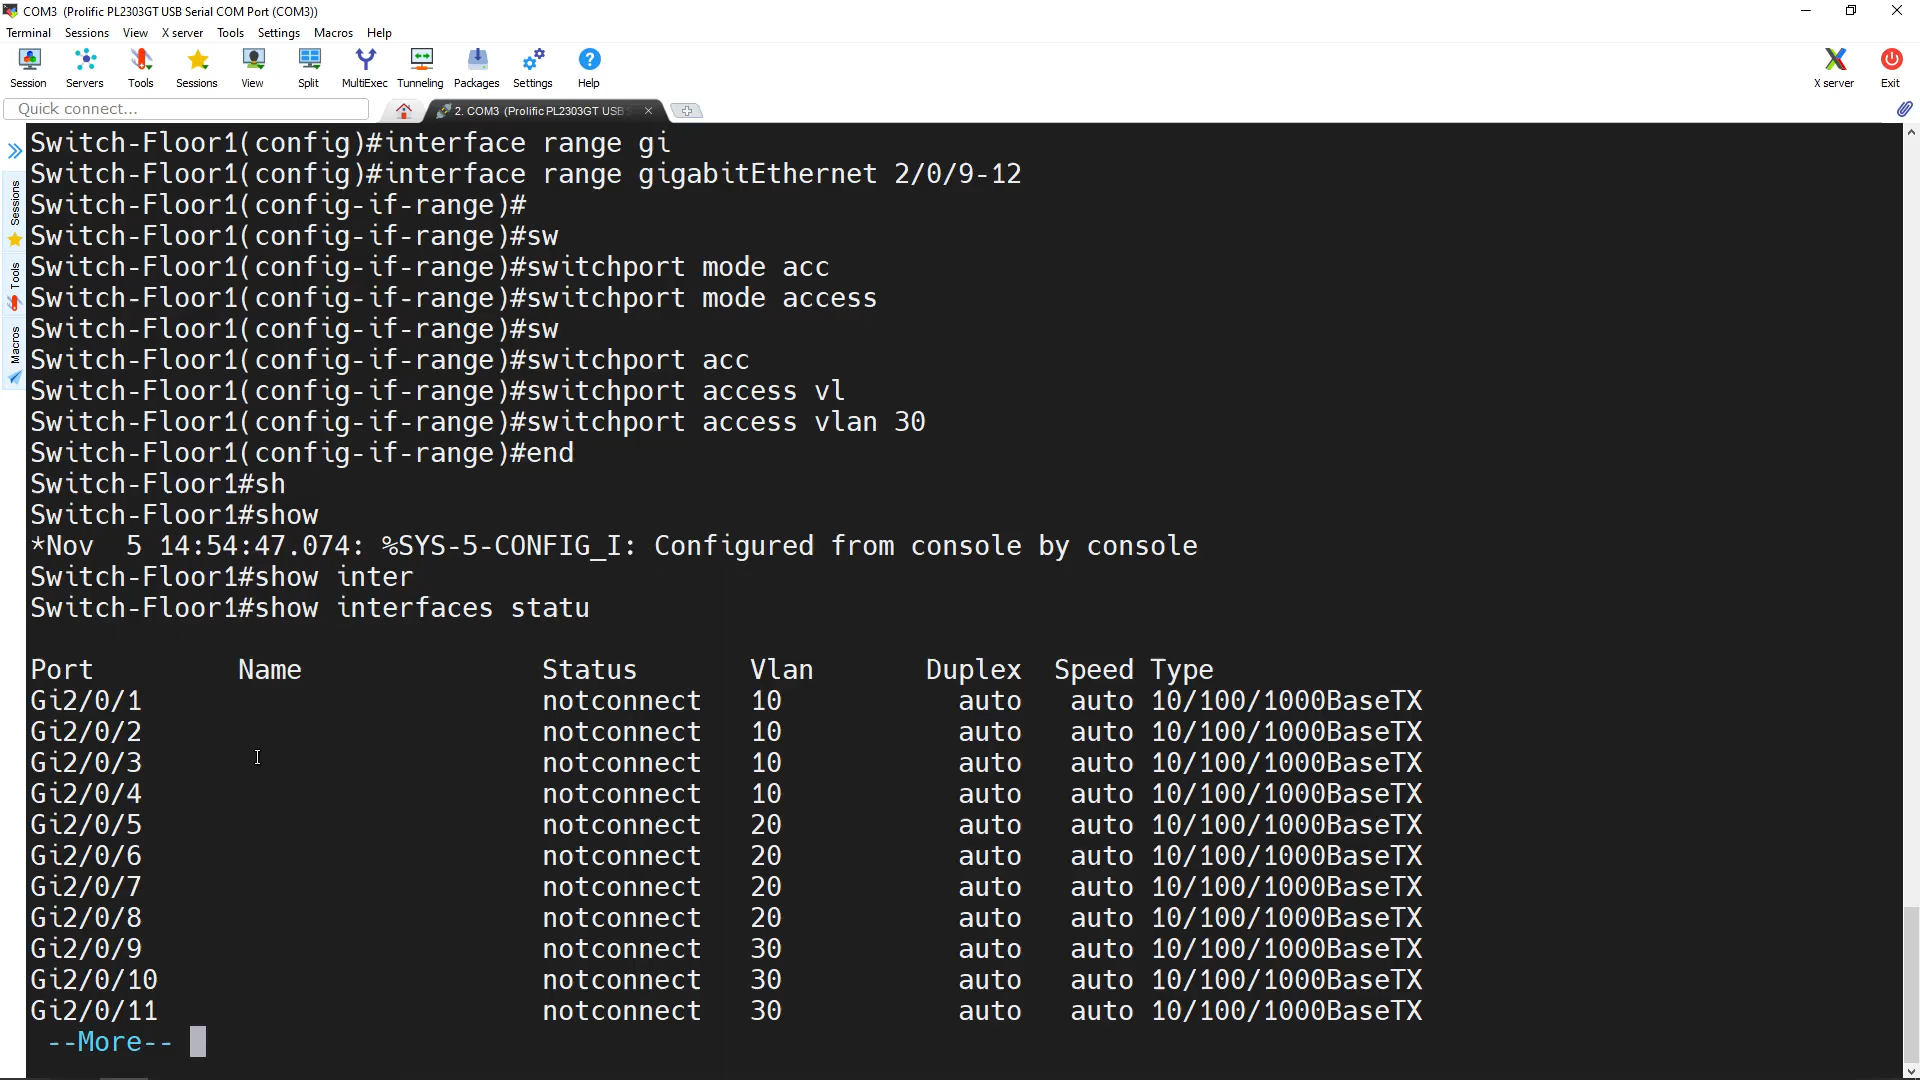 COM3 (Prolific PL2303GT USB Serial COM Port (COM3))
Terminal Sessions View X server Tools Settings Macros Help
Session Servers Tools Sessions View Split MultiExec Tunneling Packages Settings Help X server Exit
Quick connect...
2. COM3 (Prolific PL2303GT USB
Sessions
Tools
Macros
Switch-Floor1(config)#interface range gi
Switch-Floor1(config)#interface range gigabitEthernet 2/0/9-12
Switch-Floor1(config-if-range)#
Switch-Floor1(config-if-range)#sw
Switch-Floor1(config-if-range)#switchport mode acc
Switch-Floor1(config-if-range)#switchport mode access
Switch-Floor1(config-if-range)#sw
Switch-Floor1(config-if-range)#switchport acc
Switch-Floor1(config-if-range)#switchport access vl
Switch-Floor1(config-if-range)#switchport access vlan 30
Switch-Floor1(config-if-range)#end
Switch-Floor1#sh
Switch-Floor1#show
*Nov  5 14:54:47.074: %SYS-5-CONFIG_I: Configured from console by console
Switch-Floor1#show inter
Switch-Floor1#show interfaces statu
Port Name Status Vlan Duplex Speed Type
Gi2/0/1 notconnect 10 auto auto 10/100/1000BaseTX
Gi2/0/2 notconnect 10 auto auto 10/100/1000BaseTX
Gi2/0/3 notconnect 10 auto auto 10/100/1000BaseTX
Gi2/0/4 notconnect 10 auto auto 10/100/1000BaseTX
Gi2/0/5 notconnect 20 auto auto 10/100/1000BaseTX
Gi2/0/6 notconnect 20 auto auto 10/100/1000BaseTX
Gi2/0/7 notconnect 20 auto auto 10/100/1000BaseTX
Gi2/0/8 notconnect 20 auto auto 10/100/1000BaseTX
Gi2/0/9 notconnect 30 auto auto 10/100/1000BaseTX
Gi2/0/10 notconnect 30 auto auto 10/100/1000BaseTX
Gi2/0/11 notconnect 30 auto auto 10/100/1000BaseTX
--More--